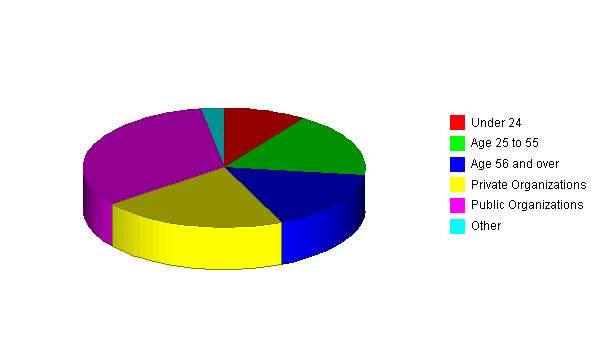 Under 24
Age 25 to 55
Age 56 and over
Private Organizations
Public Organizations
Other